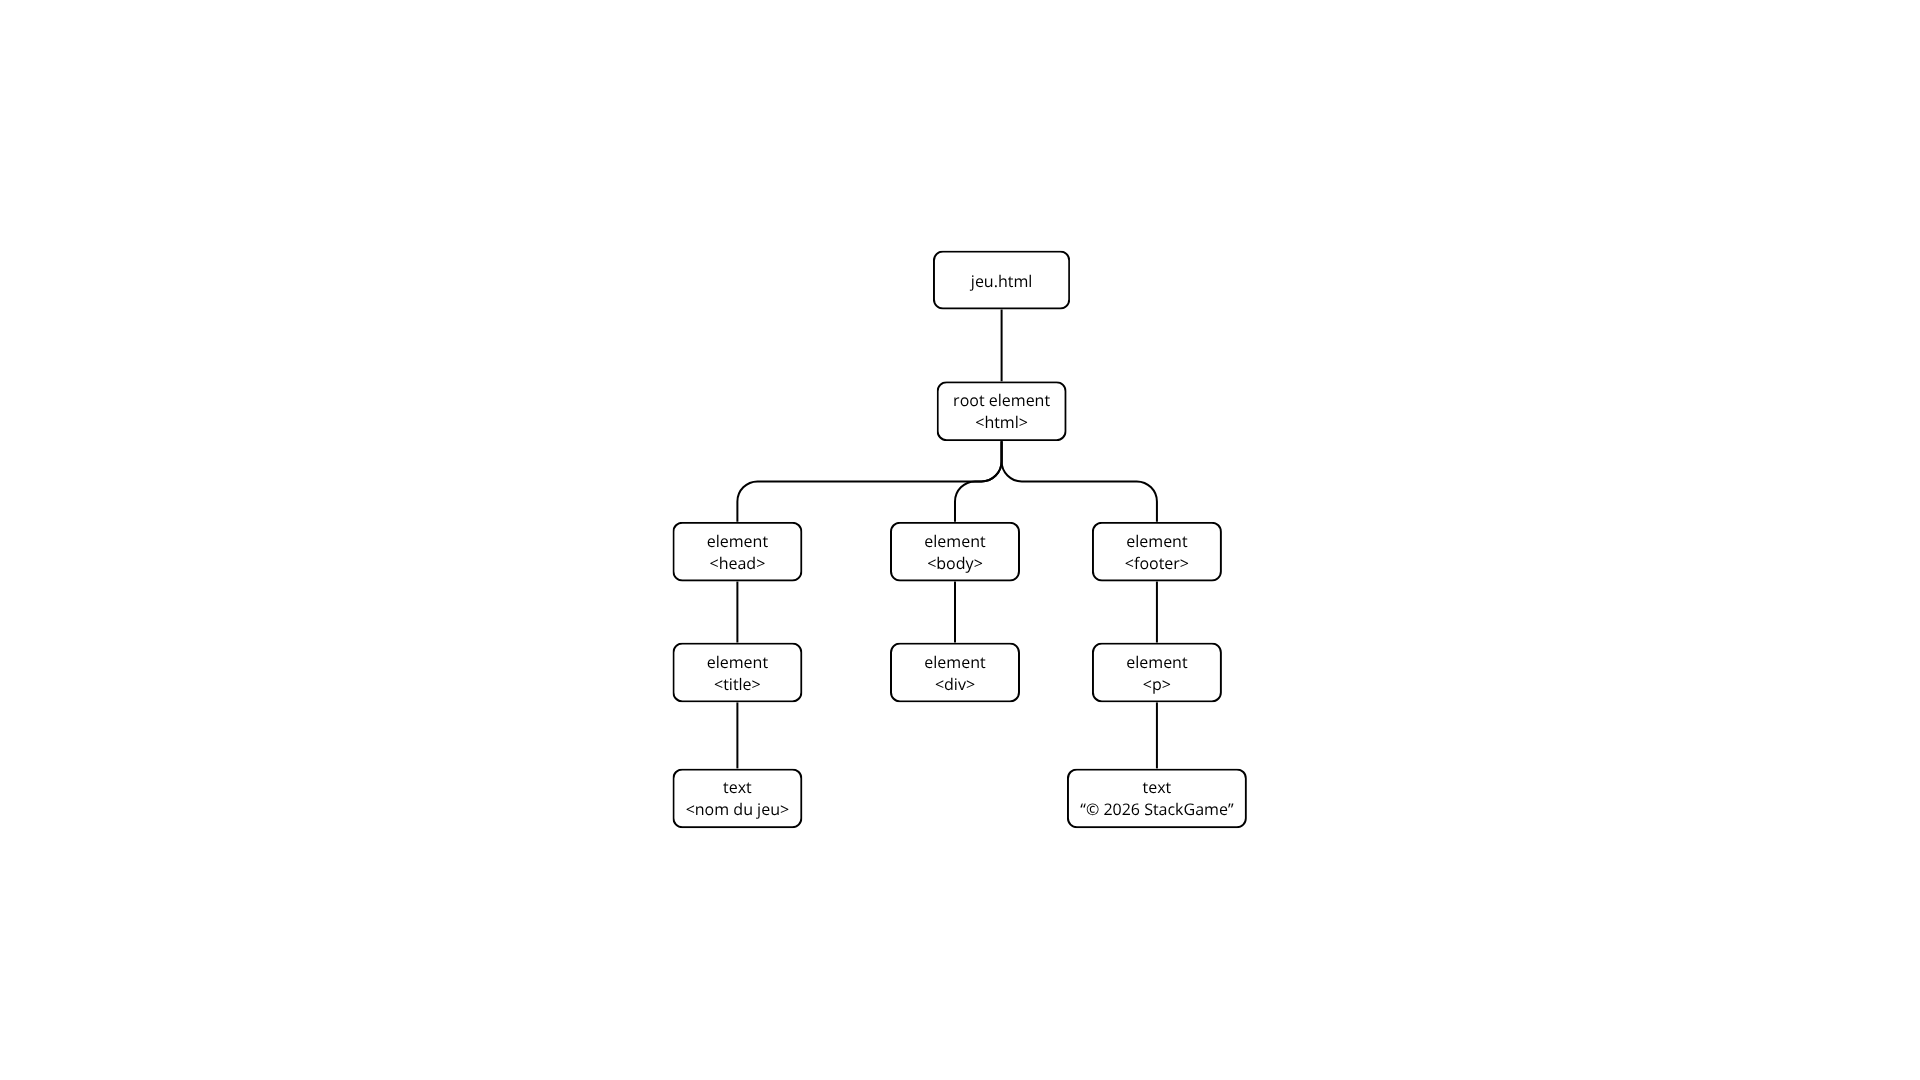 jeu.html
root element
<html>
element
<head>
element
<body>
element
<footer>
element
<title>
element
<div>
element
<p>
text
<nom du jeu>
text
“© 2026 StackGame”